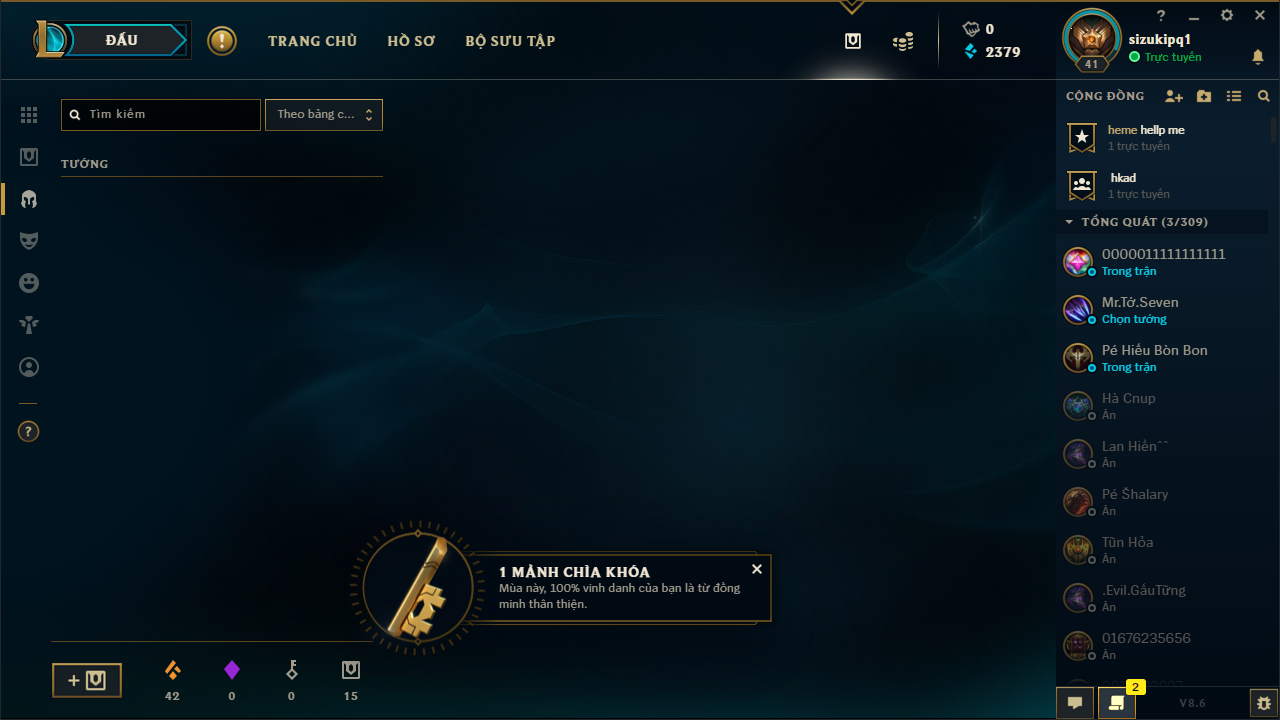 ĐẤU
TRANG CHỦ
HỒ SƠ
BỘ SƯU TẬP
0
2379
41
sizukipq1
Trực tuyến
Tìm kiếm
Theo bảng c...
TƯỚNG
CỘNG ĐỒNG
heme hellp me
1 trực tuyến
hkad
1 trực tuyến
TỔNG QUÁT (3/309)
0000011111111111
Trong trận
Mr.Tớ.Seven
Chọn tướng
Pé Hiếu Bòn Bon
Trong trận
Hà Cnup
Ẩn
Lan Hiền^^
Ẩn
Pé Šhalary
Ẩn
Tũn Hỏa
Ẩn
.Evil.GấuTững
Ẩn
01676235656
Ẩn
1 MẢNH CHÌA KHÓA
Mùa này, 100% vinh danh của bạn là từ đồng
minh thân thiện.
42
0
0
15
2
V8.6